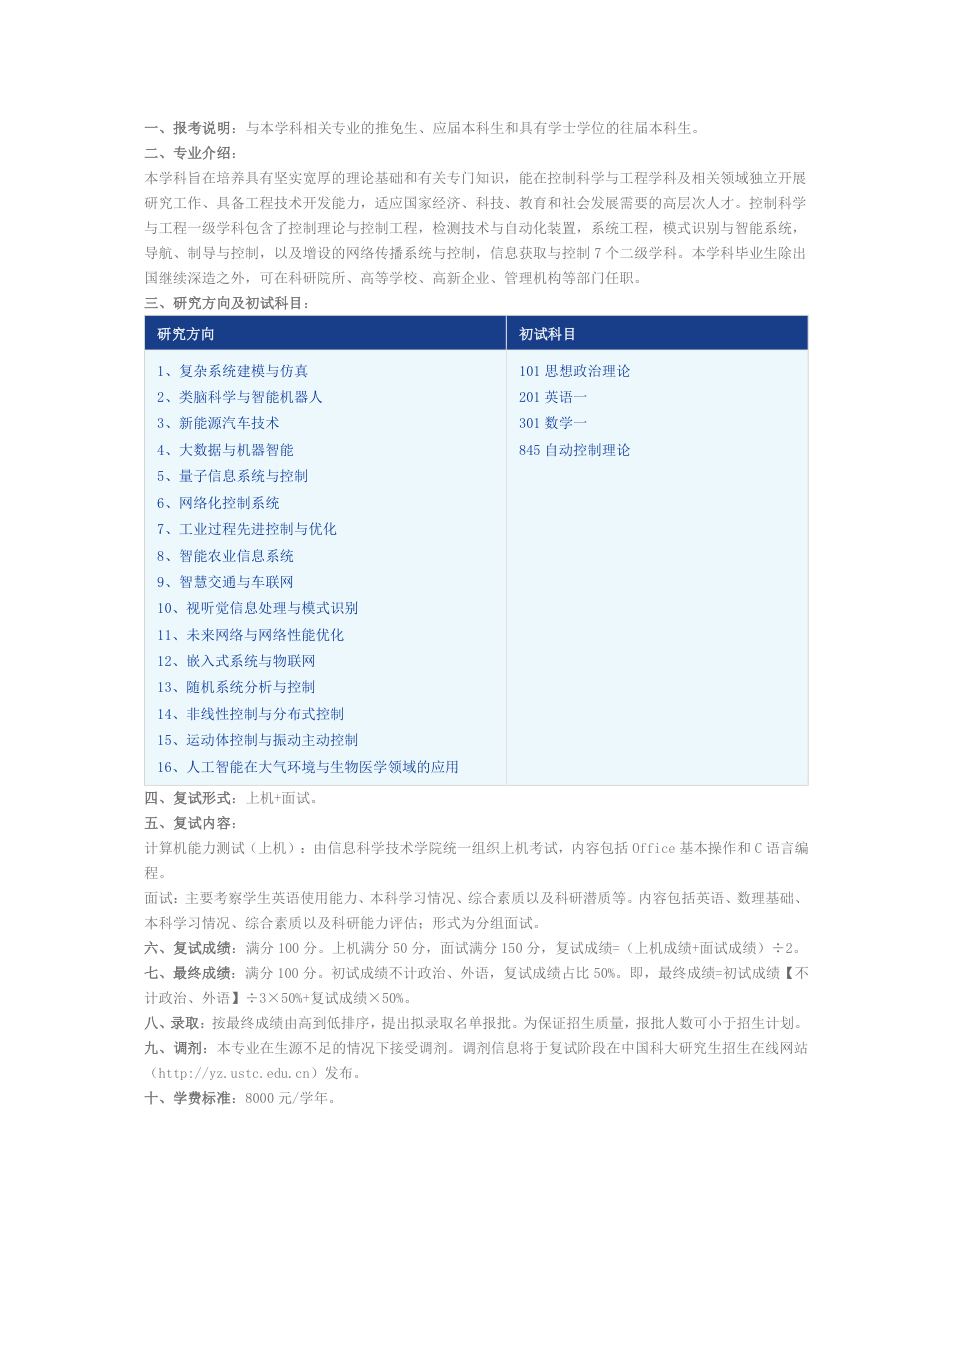 一、报考说明：与本学科相关专业的推免生、应届本科生和具有学士学位的往届本科生。
二、专业介绍：
本学科旨在培养具有坚实宽厚的理论基础和有关专门知识，能在控制科学与工程学科及相关领域独立开展
研究工作、具备工程技术开发能力，适应国家经济、科技、教育和社会发展需要的高层次人才。控制科学
与工程一级学科包含了控制理论与控制工程，检测技术与自动化装置，系统工程，模式识别与智能系统，
导航、制导与控制，以及增设的网络传播系统与控制，信息获取与控制 7 个二级学科。本学科毕业生除出
国继续深造之外，可在科研院所、高等学校、高新企业、管理机构等部门任职。
三、研究方向及初试科目：
研究方向
初试科目
1、复杂系统建模与仿真
2、类脑科学与智能机器人
3、新能源汽车技术
4、大数据与机器智能
5、量子信息系统与控制
6、网络化控制系统
7、工业过程先进控制与优化
8、智能农业信息系统
9、智慧交通与车联网
10、视听觉信息处理与模式识别
11、未来网络与网络性能优化
12、嵌入式系统与物联网
13、随机系统分析与控制
14、非线性控制与分布式控制
15、运动体控制与振动主动控制
16、人工智能在大气环境与生物医学领域的应用
101 思想政治理论
201 英语一
301 数学一
845 自动控制理论
四、复试形式：上机+面试。
五、复试内容：
计算机能力测试（上机）：由信息科学技术学院统一组织上机考试，内容包括 Office 基本操作和 C 语言编
程。
面试：主要考察学生英语使用能力、本科学习情况、综合素质以及科研潜质等。内容包括英语、数理基础、
本科学习情况、综合素质以及科研能力评估；形式为分组面试。
六、复试成绩：满分 100 分。上机满分 50 分，面试满分 150 分，复试成绩=（上机成绩+面试成绩）÷2。
七、最终成绩：满分 100 分。初试成绩不计政治、外语，复试成绩占比 50%。即，最终成绩=初试成绩【不
计政治、外语】÷3×50%+复试成绩×50%。
八、录取：按最终成绩由高到低排序，提出拟录取名单报批。为保证招生质量，报批人数可小于招生计划。
九、调剂：本专业在生源不足的情况下接受调剂。调剂信息将于复试阶段在中国科大研究生招生在线网站
（http://yz.ustc.edu.cn）发布。
十、学费标准：8000 元/学年。